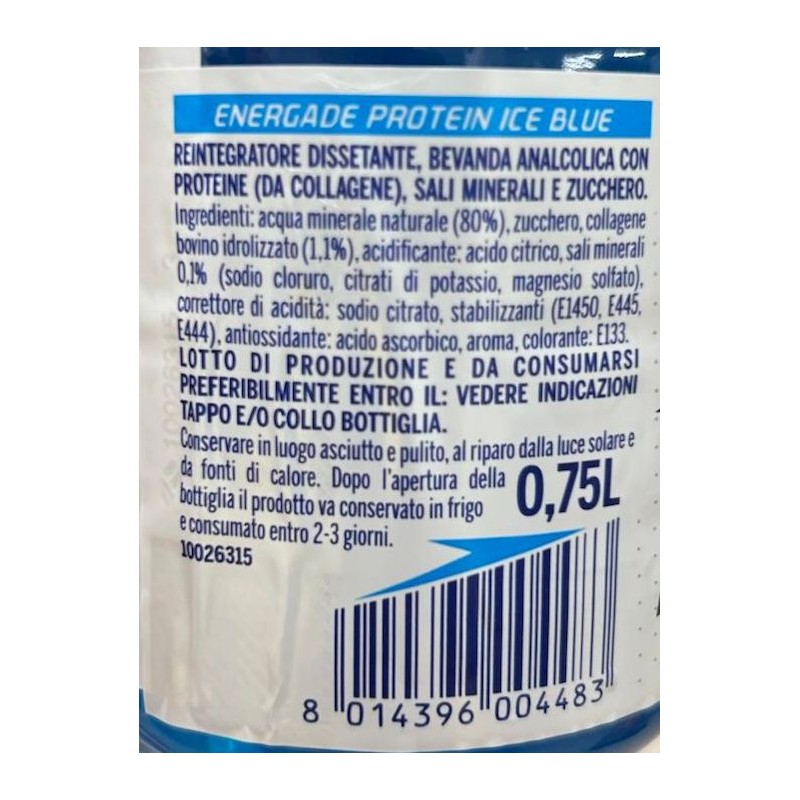 ENERGADE PROTEIN ICE BLUE
REINTEGRATORE DISSETANTE, BEVANDA ANALCOLICA CON
PROTEINE (DA COLLAGENE), SALI MINERALI E ZUCCHERO.
Ingredienti: acqua minerale naturale (80%), zucchero, collagene
bovino idrolizzato (1,1%), acidificante: acido citrico, sali minerali
0,1% (sodio cloruro, citrati di potassio, magnesio solfato),
correttore di acidità: sodio citrato, stabilizzanti (E1450, E445,
E444), antiossidante: acido ascorbico, aroma, colorante: E133.
LOTTO DI PRODUZIONE E DA CONSUMARSI
PREFERIBILMENTE ENTRO IL: VEDERE INDICAZIONI
TAPPO E/O COLLO BOTTIGLIA.
Conservare in luogo asciutto e pulito, al riparo dalla luce solare e
da fonti di calore. Dopo l'apertura della
bottiglia il prodotto va conservato in frigo
e consumato entro 2-3 giorni.
0,75L
10026315
8 014396 004483